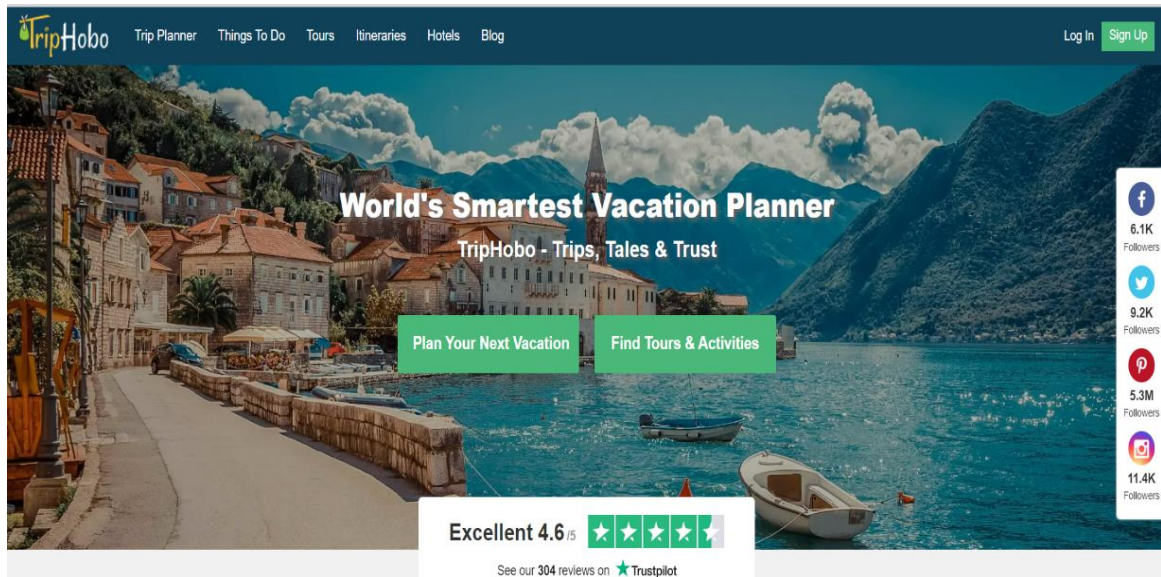 TripHobo
Trip Planner Things To Do Tours Itineraries Hotels Blog
Log In Sign Up
World's Smartest Vacation Planner
TripHobo - Trips, Tales & Trust
Plan Your Next Vacation Find Tours & Activities
6.1K
Followers
9.2K
Followers
5.3M
Followers
11.4K
Followers
Excellent 4.6 /5
See our 304 reviews on Trustpilot